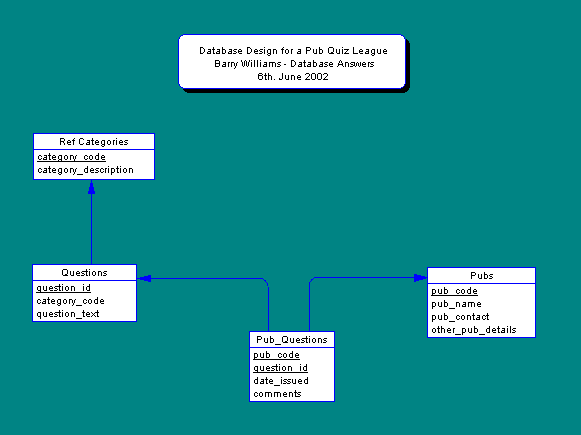 Database Design for a Pub Quiz League
Barry Williams - Database Answers
6th. June 2002
Ref Categories
category_code
category_description
Questions
question_id
category_code
question_text
Pubs
pub_code
pub_name
pub_contact
other_pub_details
Pub_Questions
pub_code
question_id
date_issued
comments